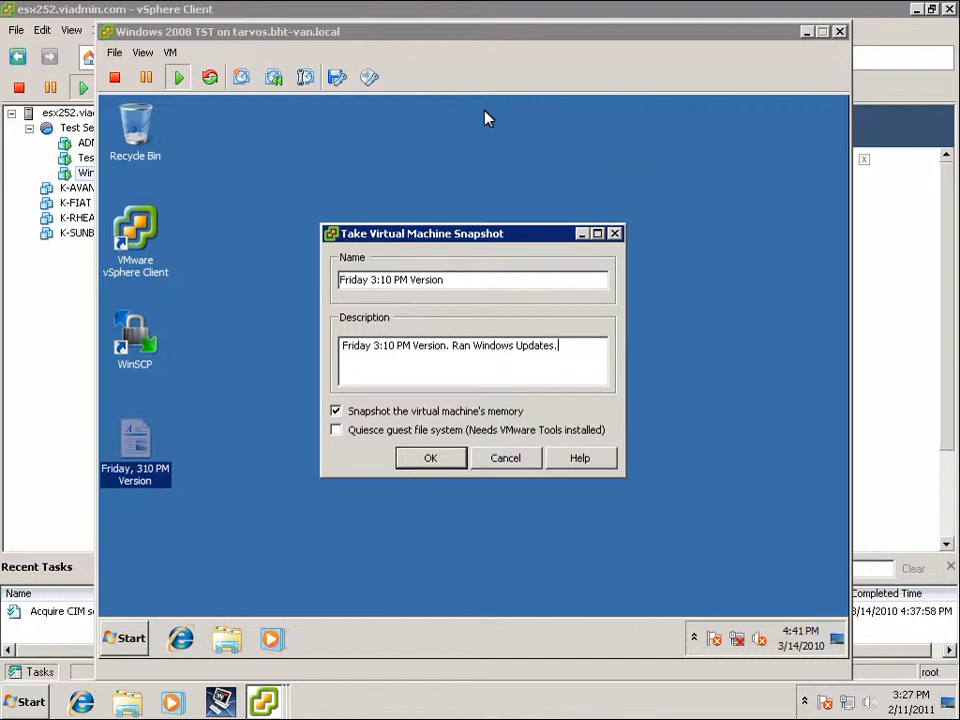 esx252.viadmin.com - vSphere Client
File Edit View
Windows 2008 TST on tarvos.bht-van.local
File View VM
esx252.viad
Test Se
ADI
Tes
Win
K-AVAN
K-FIAT
K-RHEA
K-SUNB
Recycle Bin
VMware
vSphere Client
WinSCP
Friday, 310 PM
Version
Take Virtual Machine Snapshot
Name
Friday 3:10 PM Version
Description
Friday 3:10 PM Version. Ran Windows Updates.
Snapshot the virtual machine's memory
Quiesce guest file system (Needs VMware Tools installed)
OK Cancel Help
Start
4:41 PM
3/14/2010
Recent Tasks
Clear
Name
Completed Time
Acquire CIM se
3/14/2010 4:37:58 PM
Tasks
root
Start
3:27 PM
2/11/2011